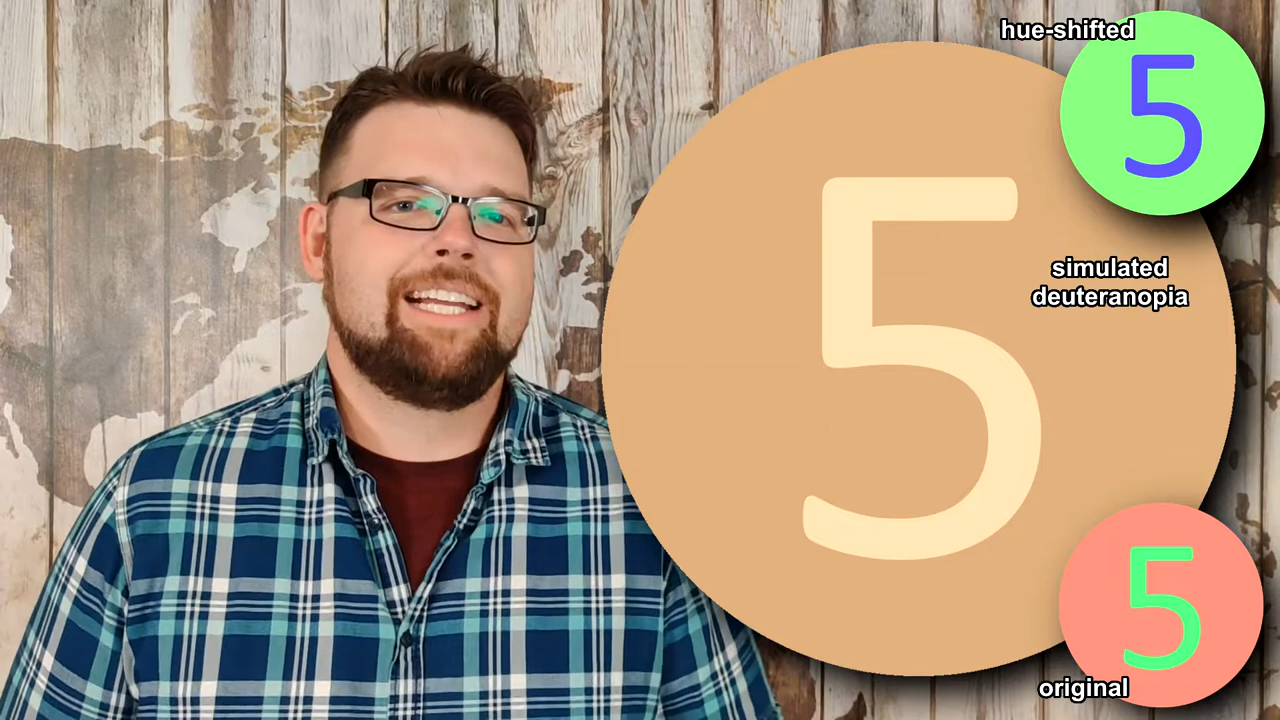 hue-shifted
5
5
simulated
deuteranopia
5
original